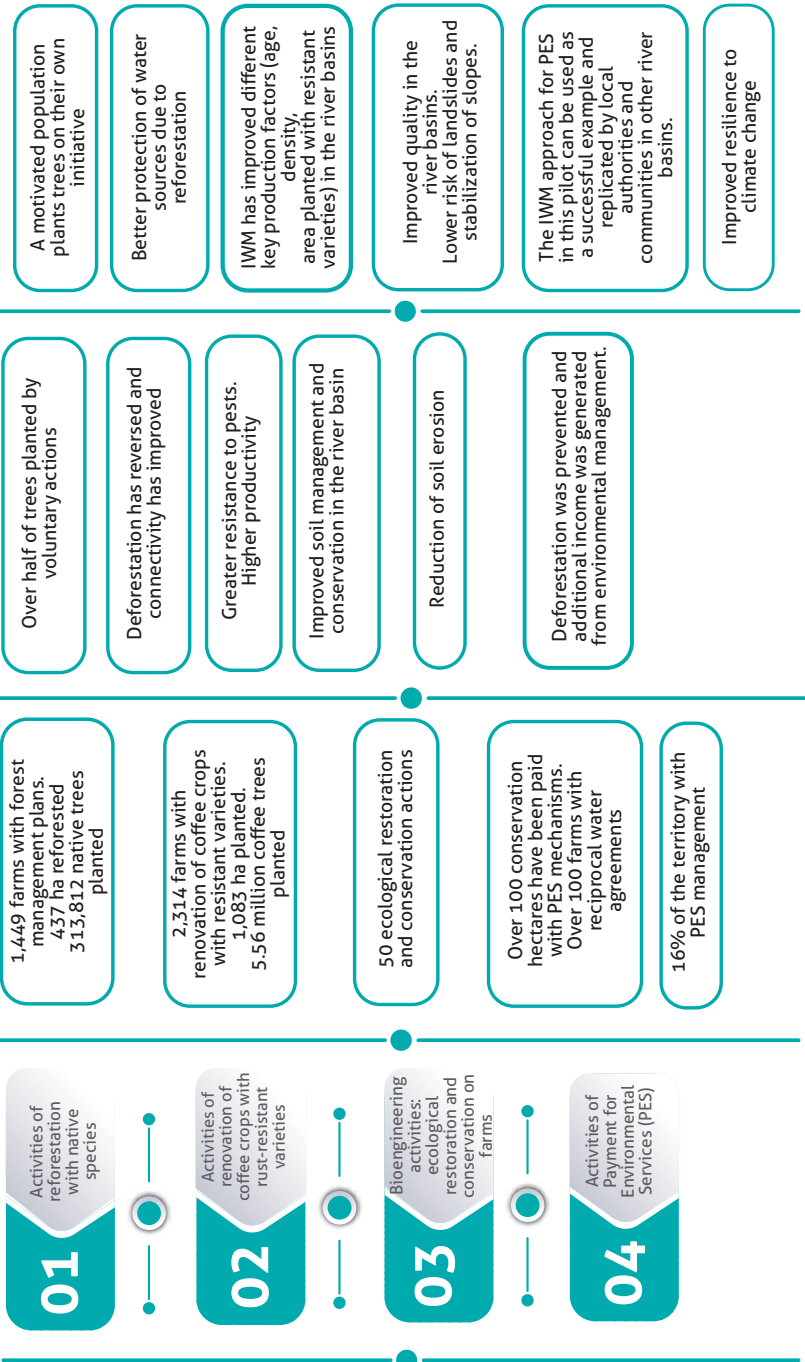 01
Activities of
reforestation
with native
species
02
Activities of
renovation of
coffee crops with
rust-resistant
varieties
03
Bioengineering
activities:
ecological
restoration and
conservation on
farms
04
Activities of
Payment for
Environmental
Services (PES)
1,449 farms with forest
management plans.
437 ha reforested
313,812 native trees
planted
2,314 farms with
renovation of coffee crops
with resistant varieties.
1,083 ha planted.
5.56 million coffee trees
planted
50 ecological restoration
and conservation actions
Over 100 conservation
hectares have been paid
with PES mechanisms.
Over 100 farms with
reciprocal water
agreements
16% of the territory with
PES management
Over half of trees planted by
voluntary actions
Deforestation has reversed and
connectivity has improved
Greater resistance to pests.
Higher productivity
Improved soil management and
conservation in the river basin
Reduction of soil erosion
Deforestation was prevented and
additional income was generated
from environmental management.
A motivated population
plants trees on their own
initiative
Better protection of water
sources due to
reforestation
IWM has improved different
key production factors (age,
density,
area planted with resistant
varieties) in the river basins
Improved quality in the
river basins.
Lower risk of landslides and
stabilization of slopes.
The IWM approach for PES
in this pilot can be used as
a successful example and
replicated by local
authorities and
communities in other river
basins.
Improved resilience to
climate change